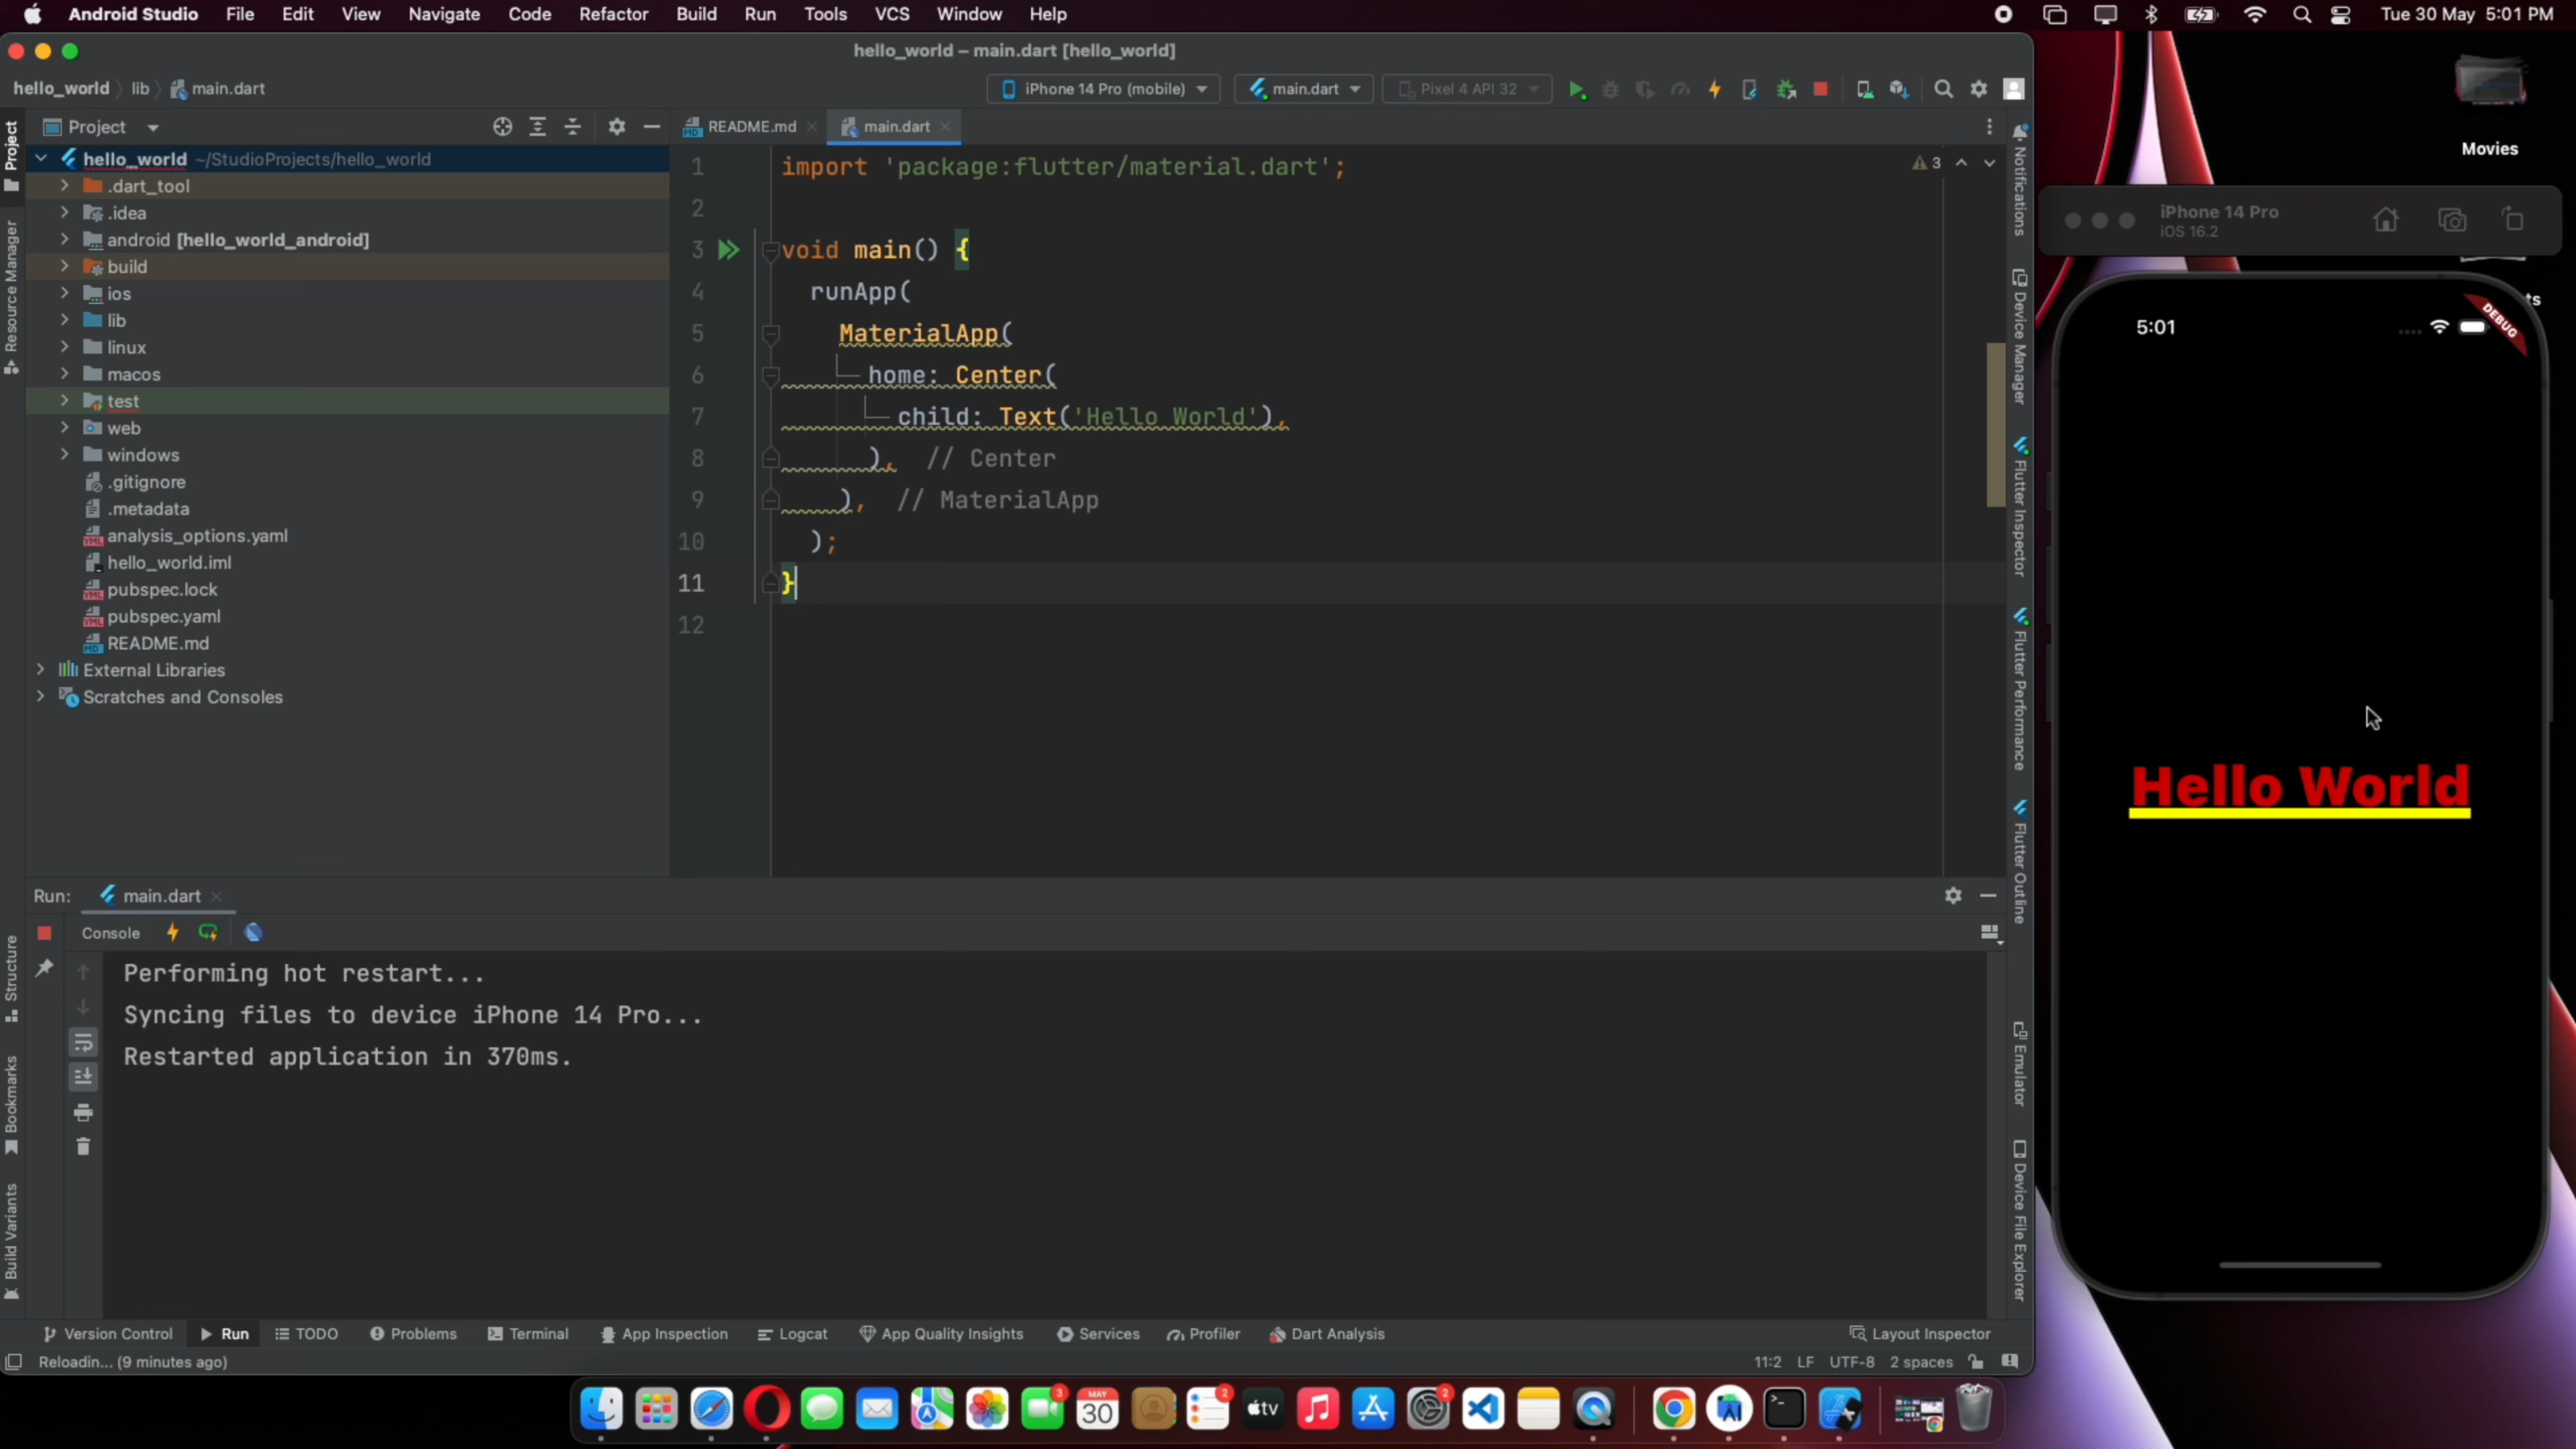 Android Studio File Edit View Navigate Code Refactor Build Run Tools VCS Window Help Tue 30 May 5:01 PM
hello_world – main.dart [hello_world]
hello_world lib main.dart iPhone 14 Pro (mobile) main.dart Pixel 4 API 32
Project README.md main.dart
hello_world ~/StudioProjects/hello_world
.dart_tool
.idea
android [hello_world_android]
build
ios
lib
linux
macos
test
web
windows
.gitignore
.metadata
analysis_options.yaml
hello_world.iml
pubspec.lock
pubspec.yaml
README.md
External Libraries
Scratches and Consoles
Project
Resource Manager
Structure
Bookmarks
Build Variants
1 import 'package:flutter/material.dart';
2
3 void main() {
4 runApp(
5 MaterialApp(
6 home: Center(
7 child: Text('Hello World'),
8 ), // Center
9 ), // MaterialApp
10 );
11 }
12
3
Notifications
Device Manager
Flutter Inspector
Flutter Performance
Flutter Outline
Emulator
Device File Explorer
Run: main.dart
Console
Performing hot restart...
Syncing files to device iPhone 14 Pro...
Restarted application in 370ms.
Version Control Run TODO Problems Terminal App Inspection Logcat App Quality Insights Services Profiler Dart Analysis Layout Inspector
Reloadin... (9 minutes ago) 11:2 LF UTF-8 2 spaces
Movies
iPhone 14 Pro
iOS 16.2
ts
5:01
DEBUG
Hello World
3
MAY
30
2
tv
2